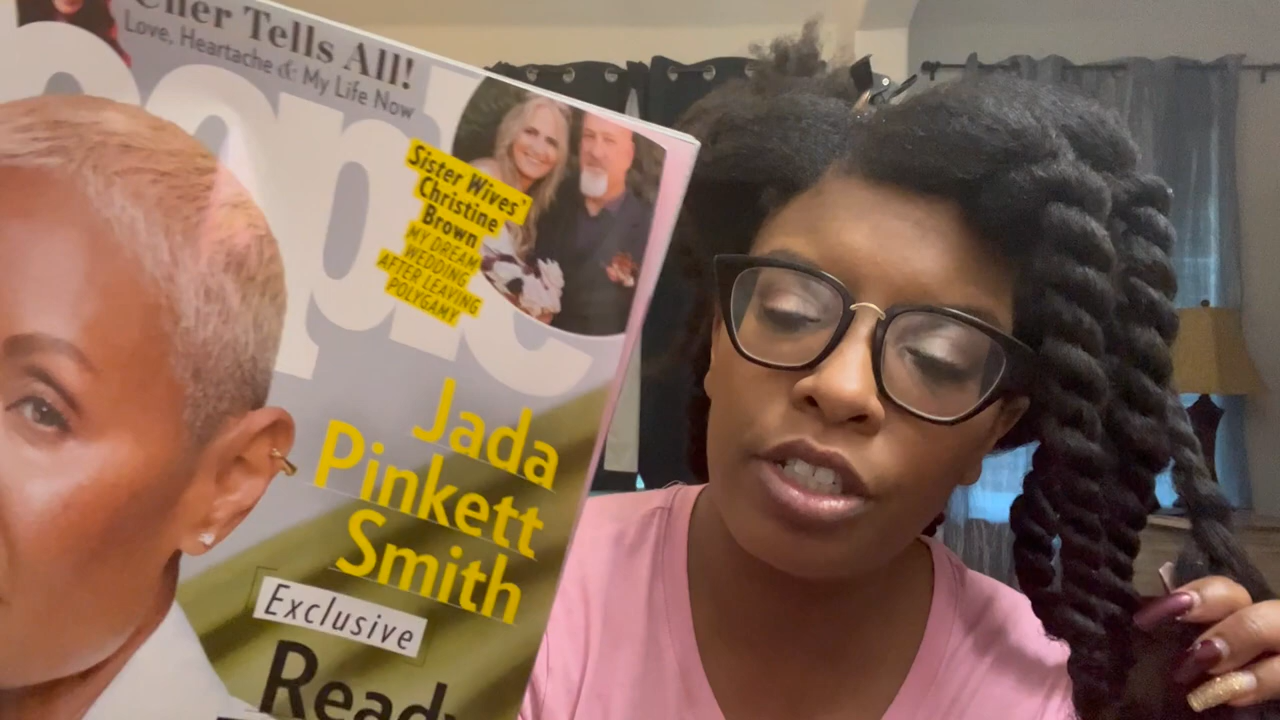 Cher Tells All!
Love, Heartache & My Life Now
people
Sister Wives'
Christine
Brown
MY DREAM
WEDDING
AFTER LEAVING
POLYGAMY
Jada
Pinkett
Smith
Exclusive
Ready